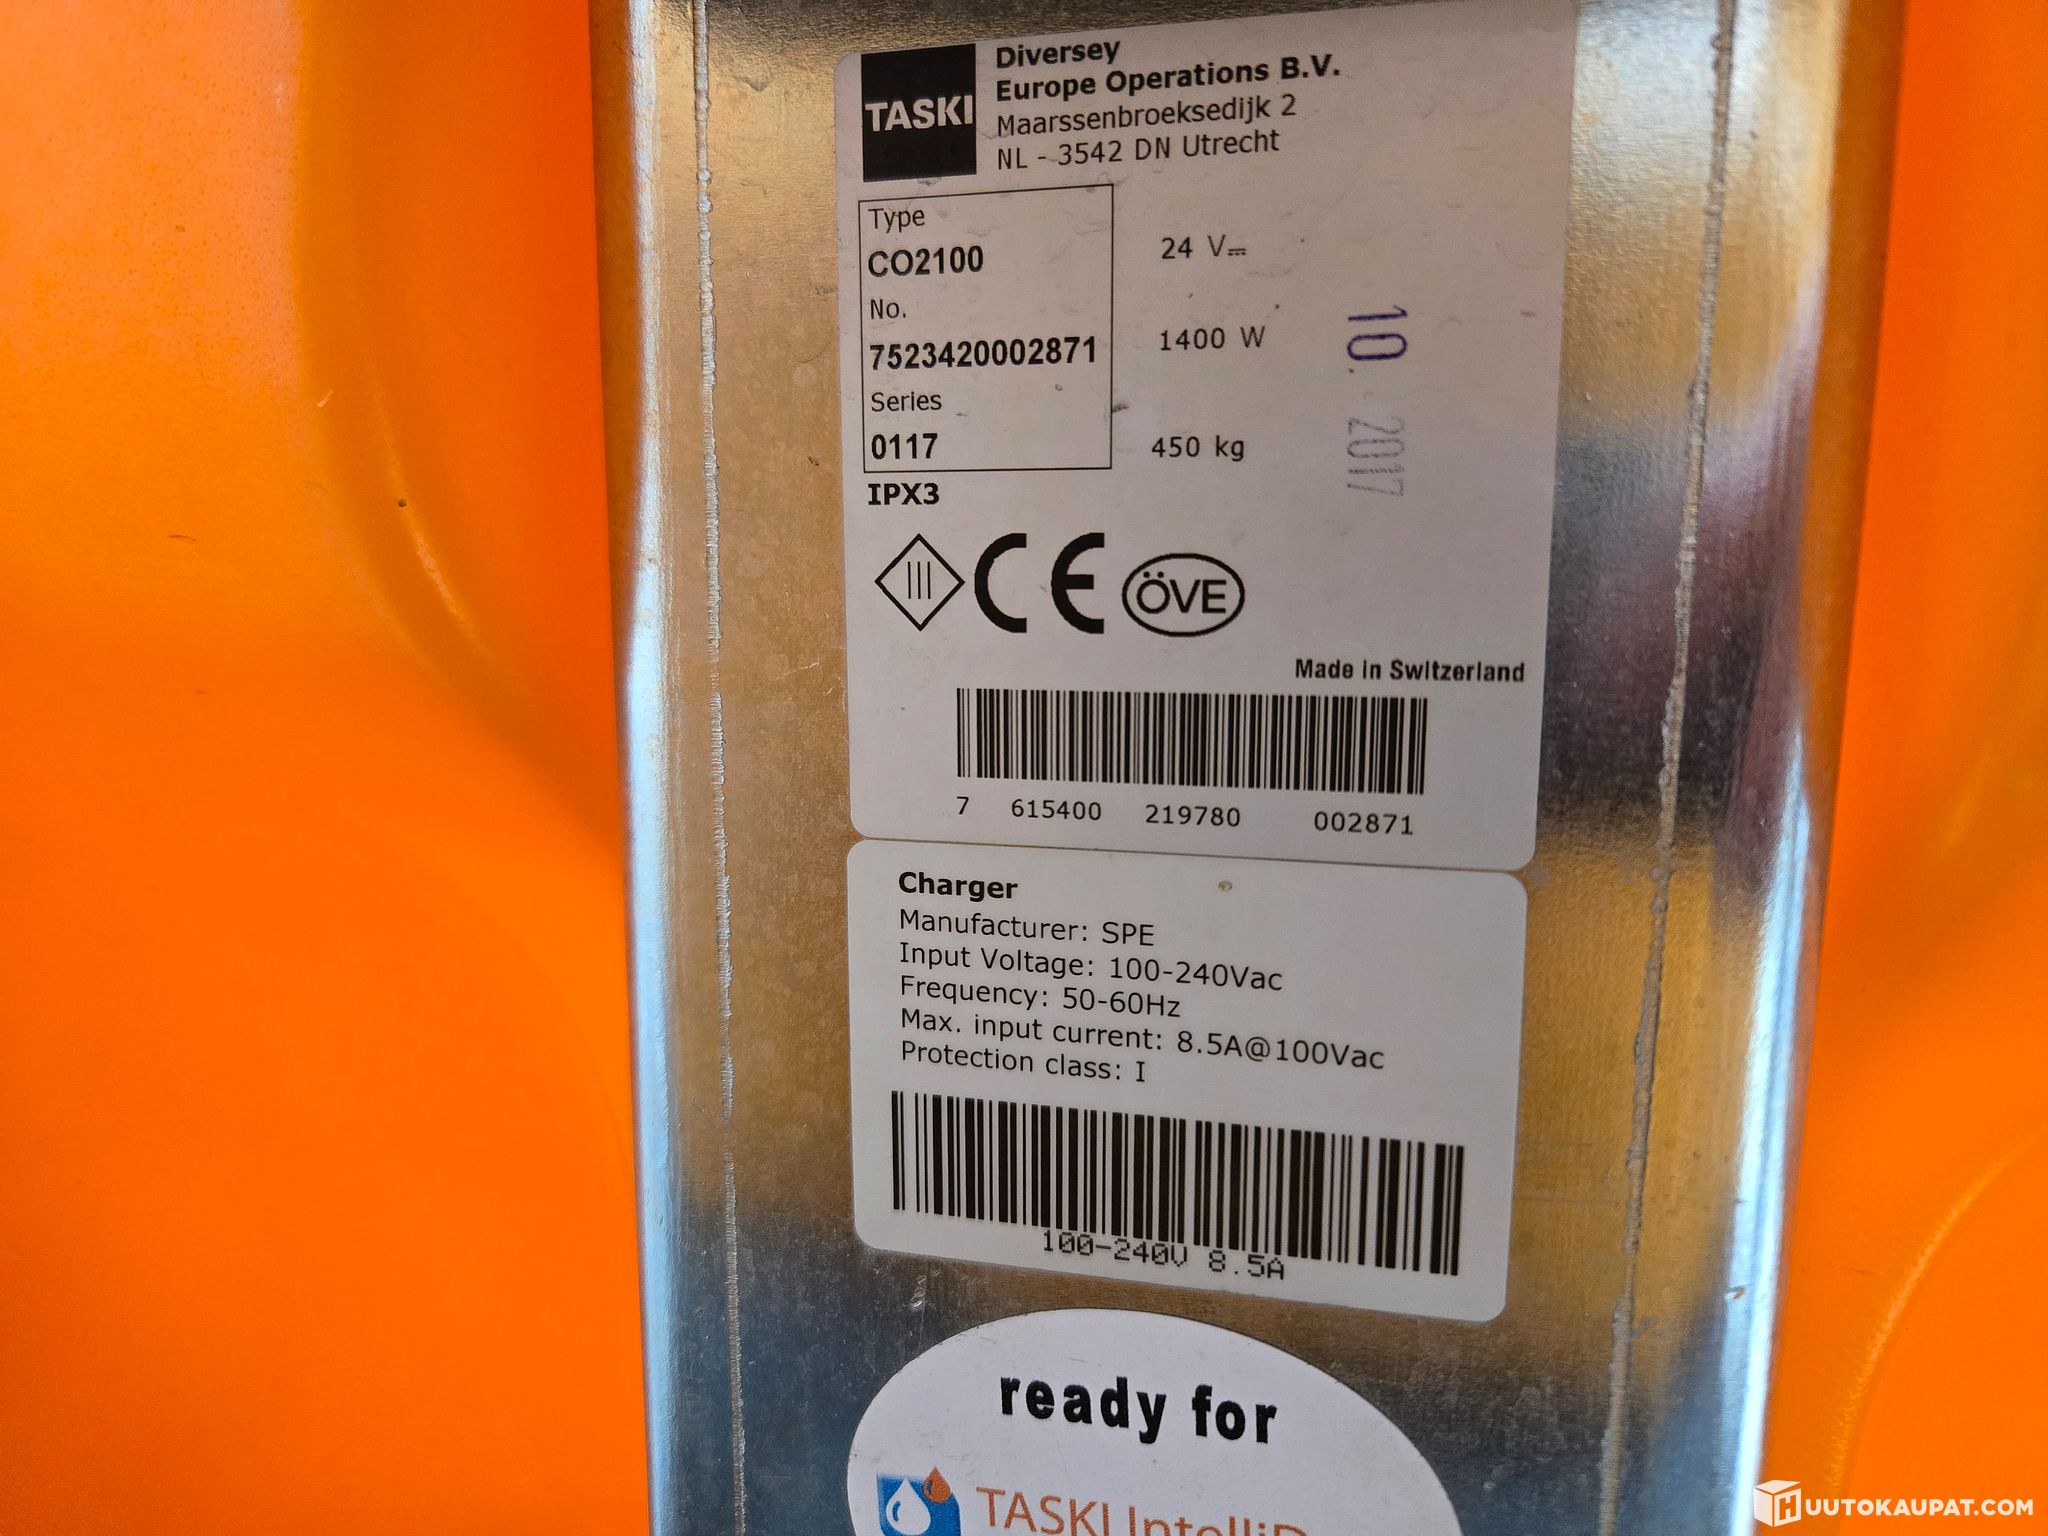 TASKI
Diversey
Europe Operations B.V.
Maarssenbroeksedijk 2
NL - 3542 DN Utrecht
Type
CO2100
No.
7523420002871
Series
0117
IPX3
24 V
1400 W
450 kg
10. 2017
III
CE
ÖVE
Made in Switzerland
7 615400 219780 002871
Charger
Manufacturer: SPE
Input Voltage: 100-240Vac
Frequency: 50-60Hz
Max. input current: 8.5A@100Vac
Protection class: I
100-240V 8.5A
ready for
TASKI
HUUTOKAUPAT.COM